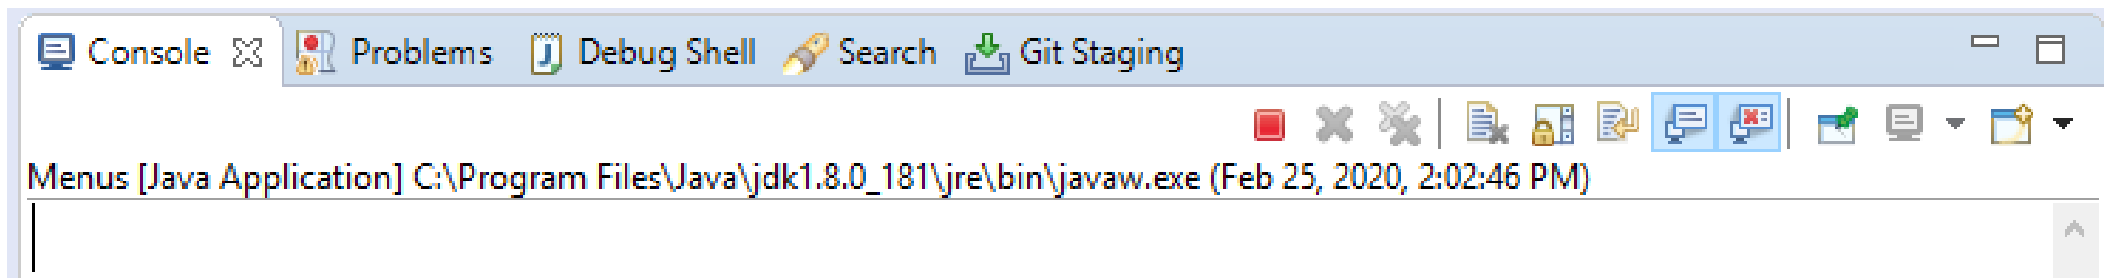 Console Problems Debug Shell Search Git Staging
Menus [Java Application] C:\Program Files\Java\jdk1.8.0_181\jre\bin\javaw.exe (Feb 25, 2020, 2:02:46 PM)